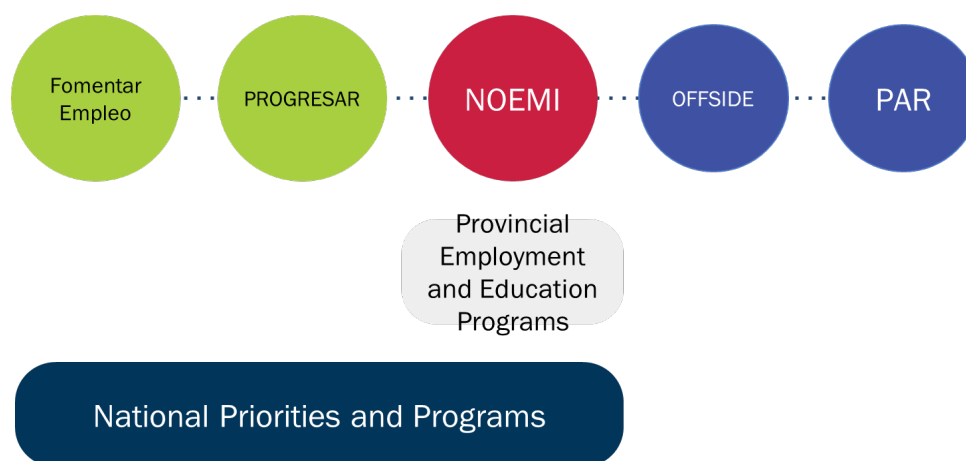 Fomentar
Empleo
PROGRESAR
NOEMI
OFFSIDE
PAR
Provincial
Employment
and Education
Programs
National Priorities and Programs